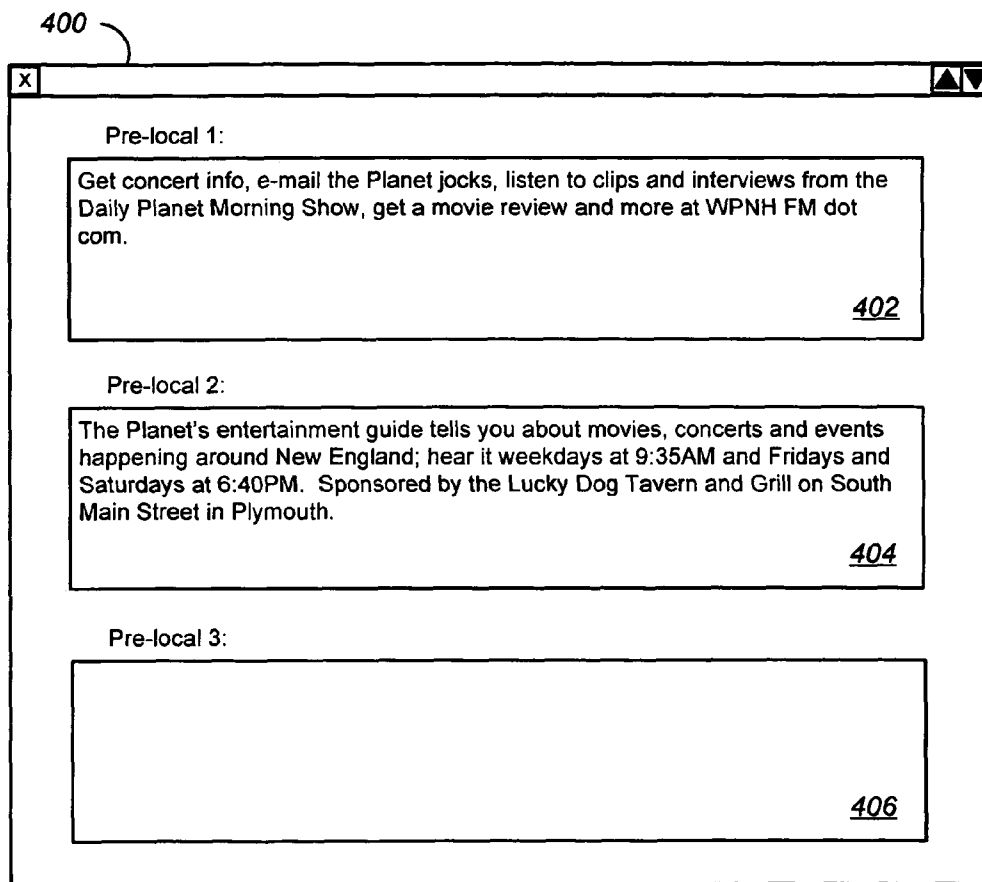 400
X
Pre-local 1:
Get concert info, e-mail the Planet jocks, listen to clips and interviews from the
Daily Planet Morning Show, get a movie review and more at WPNH FM dot
com.
402
Pre-local 2:
The Planet's entertainment guide tells you about movies, concerts and events
happening around New England; hear it weekdays at 9:35AM and Fridays and
Saturdays at 6:40PM.  Sponsored by the Lucky Dog Tavern and Grill on South
Main Street in Plymouth.
404
Pre-local 3:
406